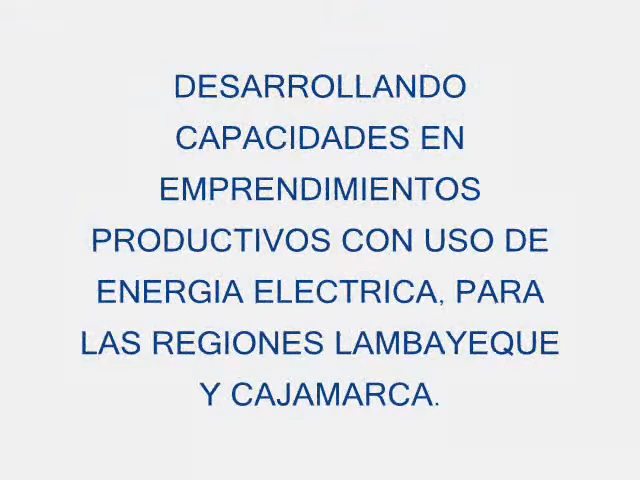 DESARROLLANDO
CAPACIDADES EN
EMPRENDIMIENTOS
PRODUCTIVOS CON USO DE
ENERGIA ELECTRICA, PARA
LAS REGIONES LAMBAYEQUE
Y CAJAMARCA.